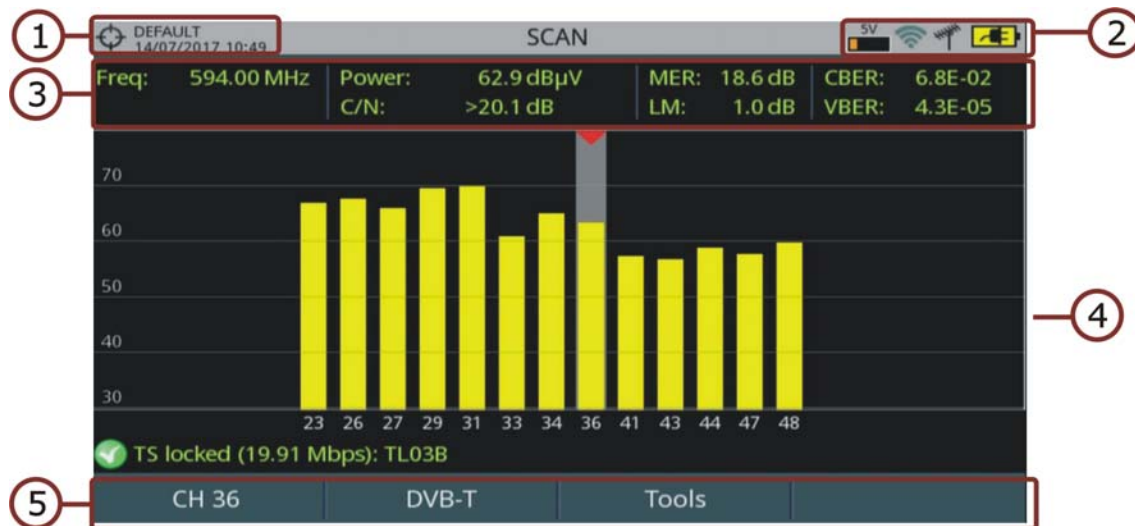 1
DEFAULT
14/07/2017 10:49
SCAN
5V
2
3
Freq: 594.00 MHz Power: 62.9 dBµV MER: 18.6 dB CBER: 6.8E-02
C/N: >20.1 dB LM: 1.0 dB VBER: 4.3E-05
70
60
50
40
30
4
23 26 27 29 31 33 34 36 41 43 44 47 48
TS locked (19.91 Mbps): TL03B
5
CH 36 DVB-T Tools